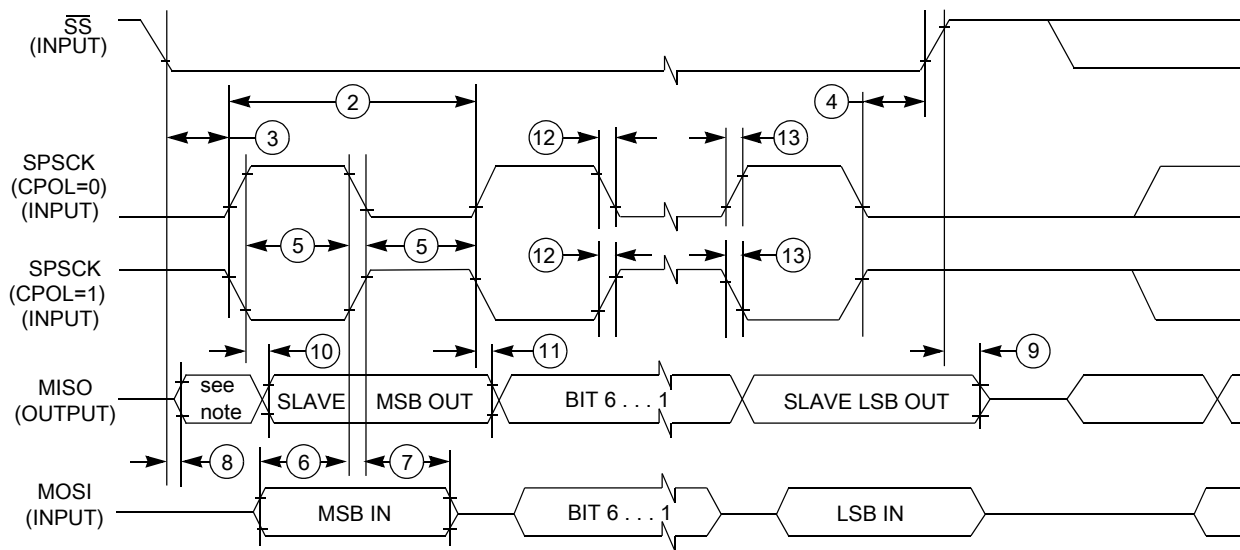 SS
(INPUT)
2
4
3
12
13
SPSCK
(CPOL=0)
(INPUT)
5
5
SPSCK
(CPOL=1)
(INPUT)
12
13
10
11
9
MISO
(OUTPUT)
see
note
SLAVE
MSB OUT
BIT 6 . . . 1
SLAVE LSB OUT
8
6
7
MOSI
(INPUT)
MSB IN
BIT 6 . . . 1
LSB IN